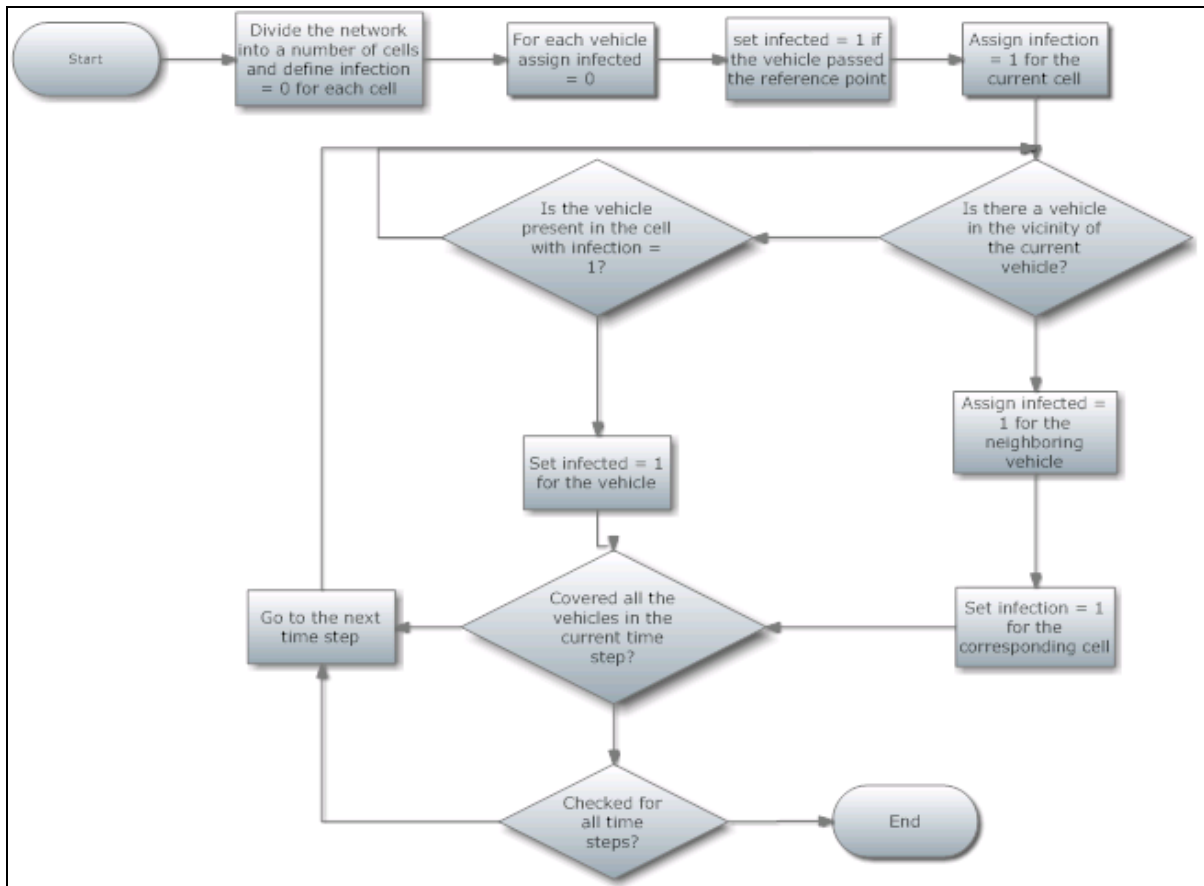 Start
Divide the network
into a number of cells
and define infection
= 0 for each cell
For each vehicle
assign infected
= 0
set infected = 1 if
the vehicle passed
the reference point
Assign infection
= 1 for the
current cell
Is the vehicle
present in the cell
with infection =
1?
Is there a vehicle
in the vicinity of
the current
vehicle?
Assign infected =
1 for the
neighboring
vehicle
Set infected = 1
for the vehicle
Go to the next
time step
Covered all the
vehicles in the
current time
step?
Set infection = 1
for the
corresponding cell
Checked for
all time
steps?
End